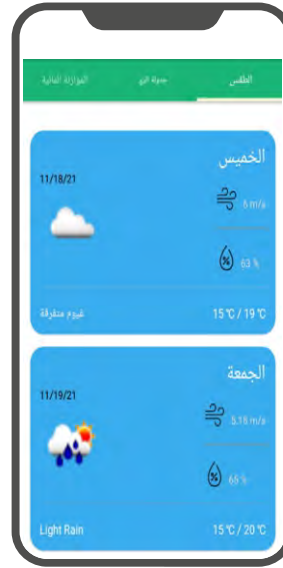 الطقس جدولة الري الموازنة المائية
الخميس
11/18/21
6 m/s
63 %
غيوم متفرقة 15 ℃ / 19 ℃
الجمعة
11/19/21
5.18 m/s
65 %
Light Rain 15 ℃ / 20 ℃